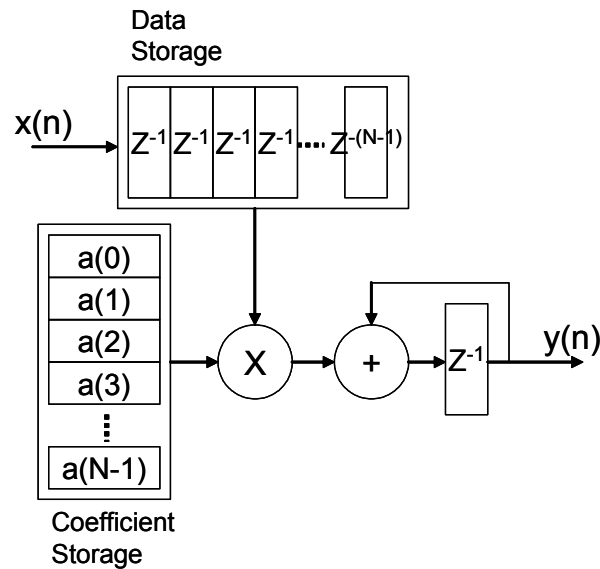 Data
Storage
x(n)
Z-1 Z-1 Z-1 Z-1 Z-(N-1)
a(0)
a(1)
a(2)
a(3)
a(N-1)
X
+
Z-1
y(n)
Coefficient
Storage